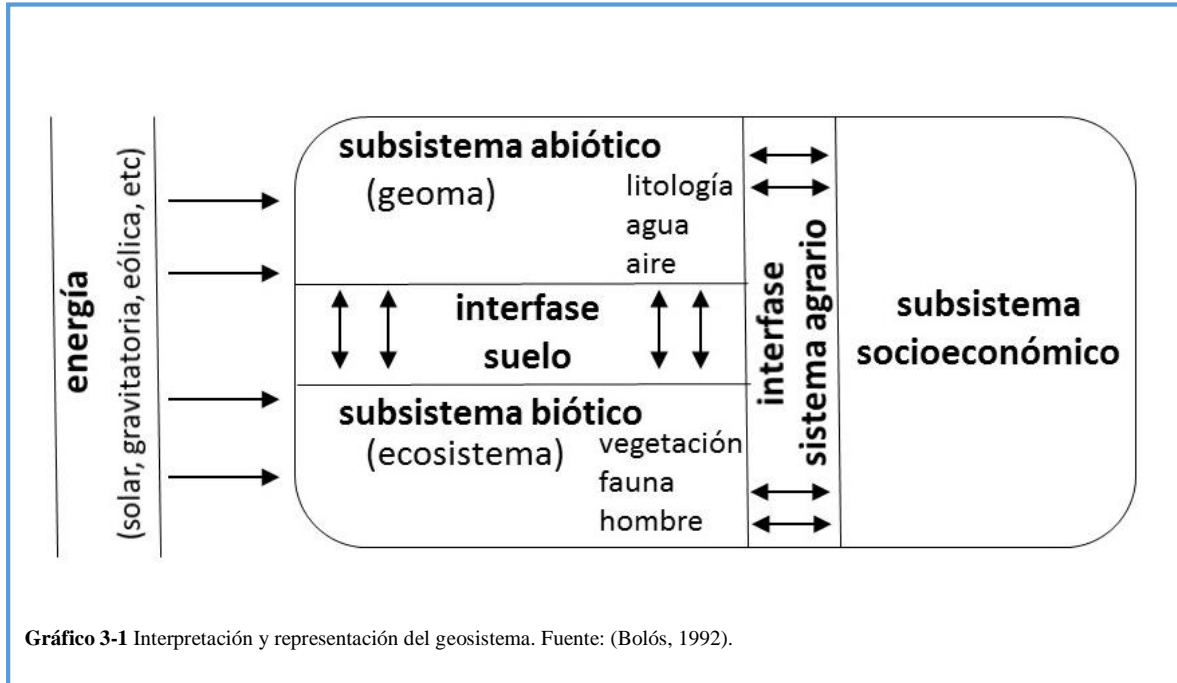 energía
(solar, gravitatoria, eólica, etc)
subsistema abiótico
(geoma)
litología
agua
aire
interfase
suelo
subsistema biótico
(ecosistema)
vegetación
fauna
hombre
interfase
sistema agrario
subsistema
socioeconómico
Gráfico 3-1 Interpretación y representación del geosistema. Fuente: (Bolós, 1992).